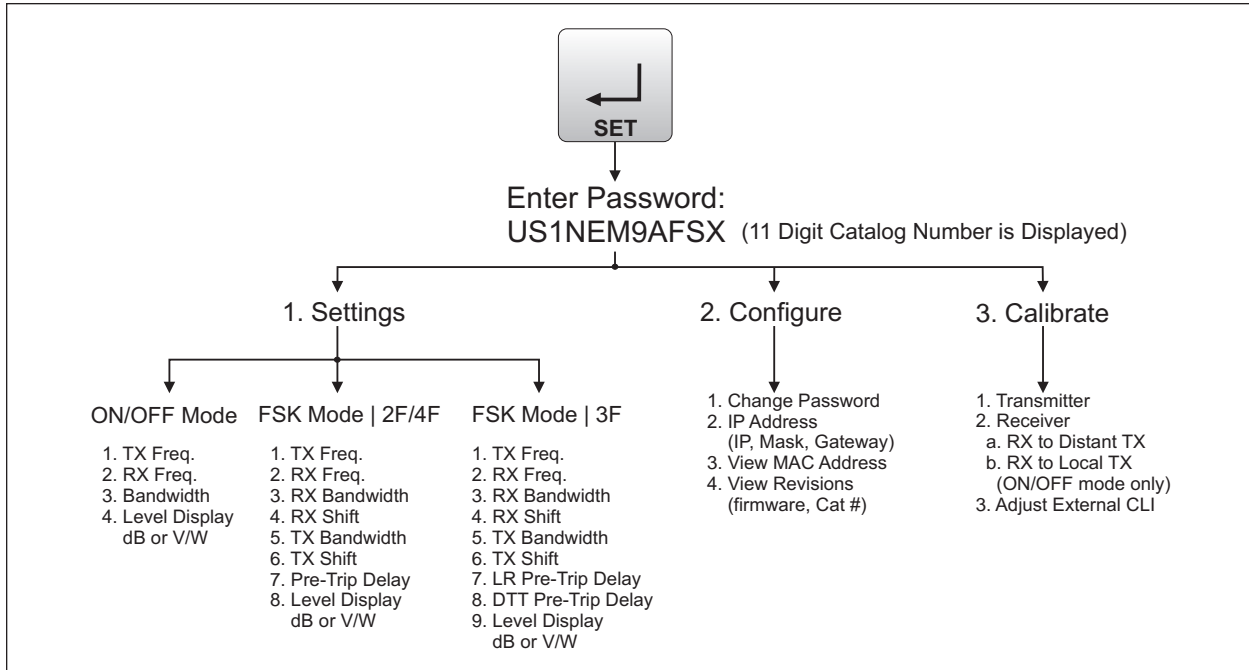 SET
Enter Password:
US1NEM9AFSX (11 Digit Catalog Number is Displayed)
1. Settings
ON/OFF Mode
1. TX Freq.
2. RX Freq.
3. Bandwidth
4. Level Display
dB or V/W
FSK Mode | 2F/4F
1. TX Freq.
2. RX Freq.
3. RX Bandwidth
4. RX Shift
5. TX Bandwidth
6. TX Shift
7. Pre-Trip Delay
8. Level Display
dB or V/W
FSK Mode | 3F
1. TX Freq.
2. RX Freq.
3. RX Bandwidth
4. RX Shift
5. TX Bandwidth
6. TX Shift
7. LR Pre-Trip Delay
8. DTT Pre-Trip Delay
9. Level Display
dB or V/W
2. Configure
1. Change Password
2. IP Address
(IP, Mask, Gateway)
3. View MAC Address
4. View Revisions
(firmware, Cat #)
3. Calibrate
1. Transmitter
2. Receiver
a. RX to Distant TX
b. RX to Local TX
(ON/OFF mode only)
3. Adjust External CLI